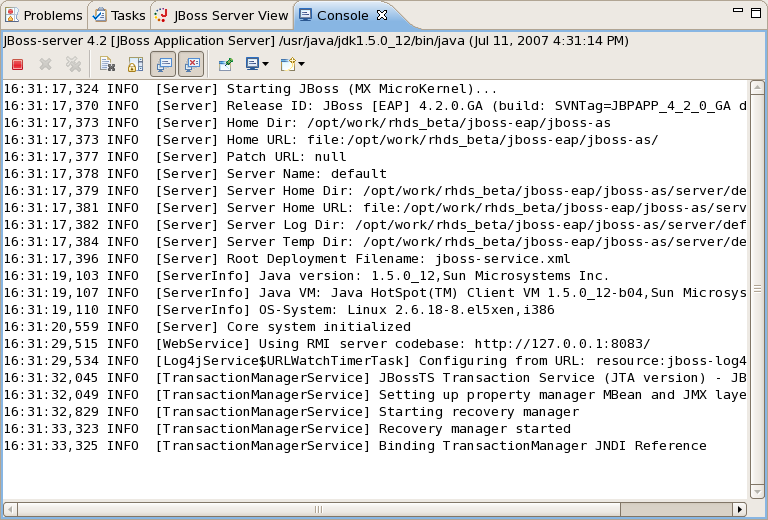 Problems Tasks JBoss Server View Console
JBoss-server 4.2 [JBoss Application Server] /usr/java/jdk1.5.0_12/bin/java (Jul 11, 2007 4:31:14 PM)
16:31:17,324 INFO  [Server] Starting JBoss (MX MicroKernel)...
16:31:17,370 INFO  [Server] Release ID: JBoss [EAP] 4.2.0.GA (build: SVNTag=JBPAPP_4_2_0_GA d
16:31:17,373 INFO  [Server] Home Dir: /opt/work/rhds_beta/jboss-eap/jboss-as
16:31:17,373 INFO  [Server] Home URL: file:/opt/work/rhds_beta/jboss-eap/jboss-as/
16:31:17,377 INFO  [Server] Patch URL: null
16:31:17,378 INFO  [Server] Server Name: default
16:31:17,379 INFO  [Server] Server Home Dir: /opt/work/rhds_beta/jboss-eap/jboss-as/server/de
16:31:17,381 INFO  [Server] Server Home URL: file:/opt/work/rhds_beta/jboss-eap/jboss-as/serv
16:31:17,382 INFO  [Server] Server Log Dir: /opt/work/rhds_beta/jboss-eap/jboss-as/server/def
16:31:17,384 INFO  [Server] Server Temp Dir: /opt/work/rhds_beta/jboss-eap/jboss-as/server/de
16:31:17,396 INFO  [Server] Root Deployment Filename: jboss-service.xml
16:31:19,103 INFO  [ServerInfo] Java version: 1.5.0_12,Sun Microsystems Inc.
16:31:19,107 INFO  [ServerInfo] Java VM: Java HotSpot(TM) Client VM 1.5.0_12-b04,Sun Microsys
16:31:19,110 INFO  [ServerInfo] OS-System: Linux 2.6.18-8.el5xen,i386
16:31:20,559 INFO  [Server] Core system initialized
16:31:29,515 INFO  [WebService] Using RMI server codebase: http://127.0.0.1:8083/
16:31:29,534 INFO  [Log4jService$URLWatchTimerTask] Configuring from URL: resource:jboss-log4
16:31:32,045 INFO  [TransactionManagerService] JBossTS Transaction Service (JTA version) - JB
16:31:32,049 INFO  [TransactionManagerService] Setting up property manager MBean and JMX laye
16:31:32,829 INFO  [TransactionManagerService] Starting recovery manager
16:31:33,323 INFO  [TransactionManagerService] Recovery manager started
16:31:33,325 INFO  [TransactionManagerService] Binding TransactionManager JNDI Reference